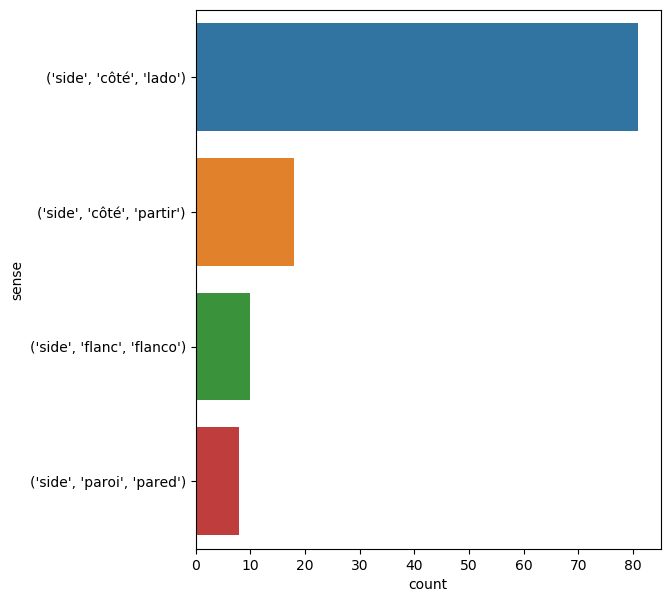 ('side', 'côté', 'lado')
('side', 'côté', 'partir')
('side', 'flanc', 'flanco')
('side', 'paroi', 'pared')
sense
0 10 20 30 40 50 60 70 80
count